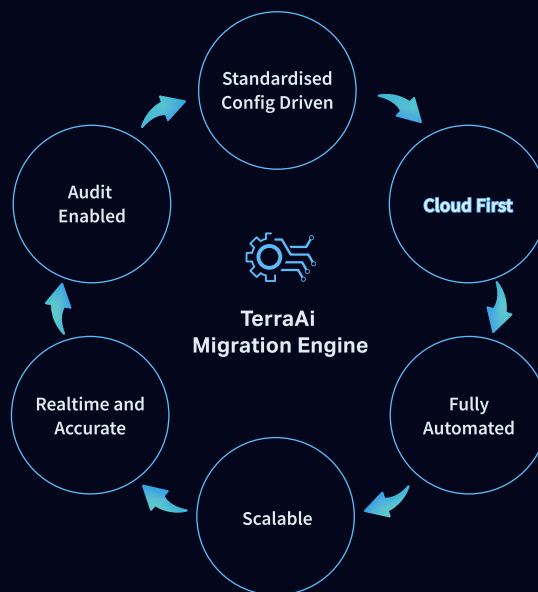 Standardised
Config Driven
Audit
Enabled
Cloud First
TerraAi
Migration Engine
Realtime and
Accurate
Fully
Automated
Scalable